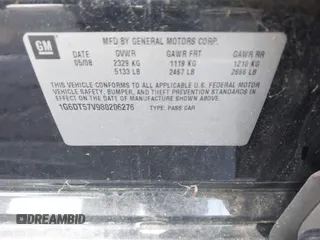 GM
MFD BY GENERAL MOTORS CORP.
DATE GVWR GAWR FRT GAWR RR
05/08 2329 KG 1119 KG 1210 KG
5133 LB 2467 LB 2666 LB
THIS VEHICLE CONFORMS TO ALL APPLICABLE U.S. FEDERAL MOTOR
VEHICLE SAFETY, BUMPER, AND THEFT PREVENTION STANDARDS IN
EFFECT ON THE DATE OF MANUFACTURE SHOWN ABOVE.
1G6DT57V980206276 TYPE: PASS CAR
DREAMBID